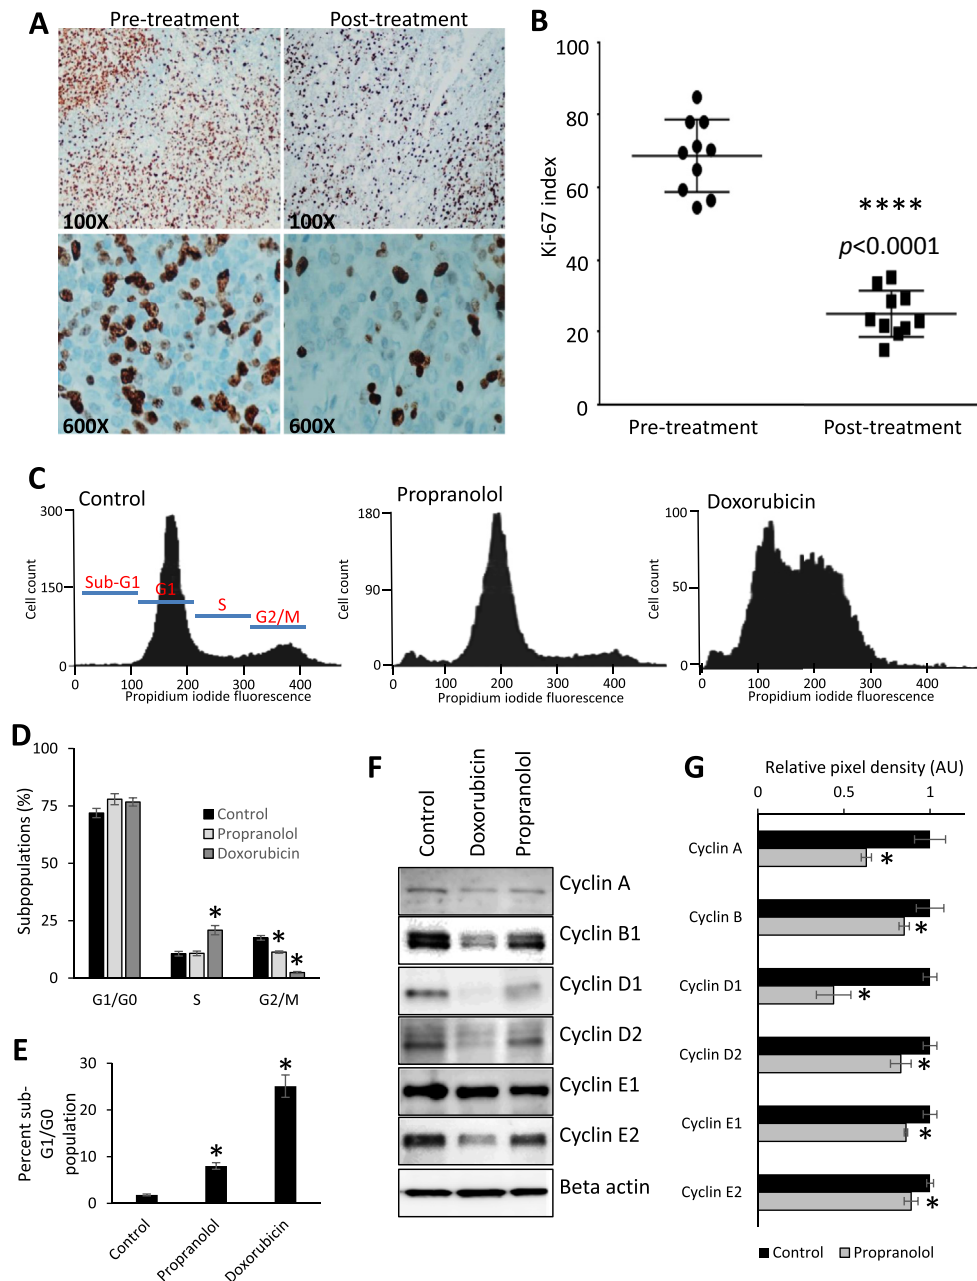 A
Pre-treatment
Post-treatment
100X
100X
600X
600X
B
Ki-67 index
100
80
60
40
20
0
****
p<0.0001
Pre-treatment
Post-treatment
C
Control
Cell count
300
150
0
Sub-G1
G1
S
G2/M
0 100 200 300 400
Propidium iodide fluorescence
Propranolol
Cell count
180
90
0
0 100 200 300 400
Propidium iodide fluorescence
Doxorubicin
Cell count
100
50
0
0 100 200 300 400
Propidium iodide fluorescence
D
Subpopulations (%)
100
75
50
25
0
Control
Propranolol
Doxorubicin
*
*
*
G1/G0
S
G2/M
E
Percent sub-
G1/G0
population
30
20
10
0
*
*
Control
Propranolol
Doxorubicin
F
Control
Doxorubicin
Propranolol
Cyclin A
Cyclin B1
Cyclin D1
Cyclin D2
Cyclin E1
Cyclin E2
Beta actin
G
Relative pixel density (AU)
0 0.5 1
Cyclin A
*
Cyclin B
*
Cyclin D1
*
Cyclin D2
*
Cyclin E1
*
Cyclin E2
*
Control
Propranolol